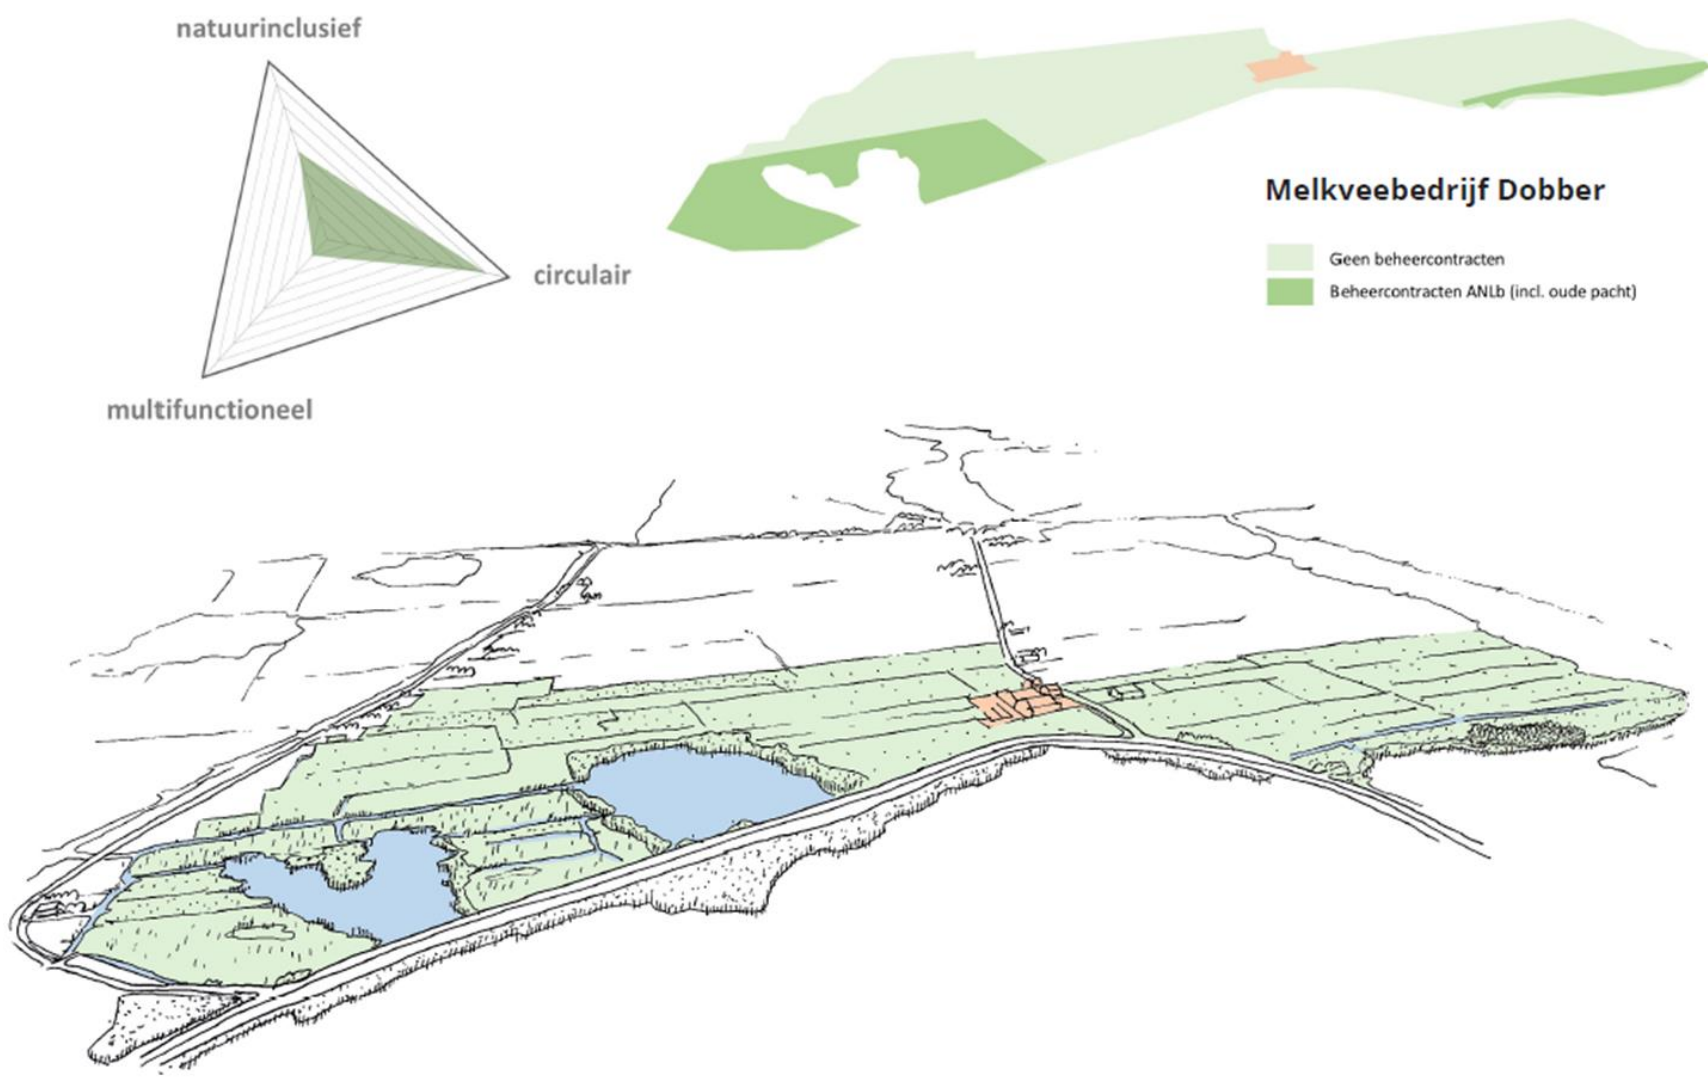 natuurinclusief
circulair
multifunctioneel
Melkveebedrijf Dobber
Geen beheercontracten
Beheercontracten ANLb (incl. oude pacht)